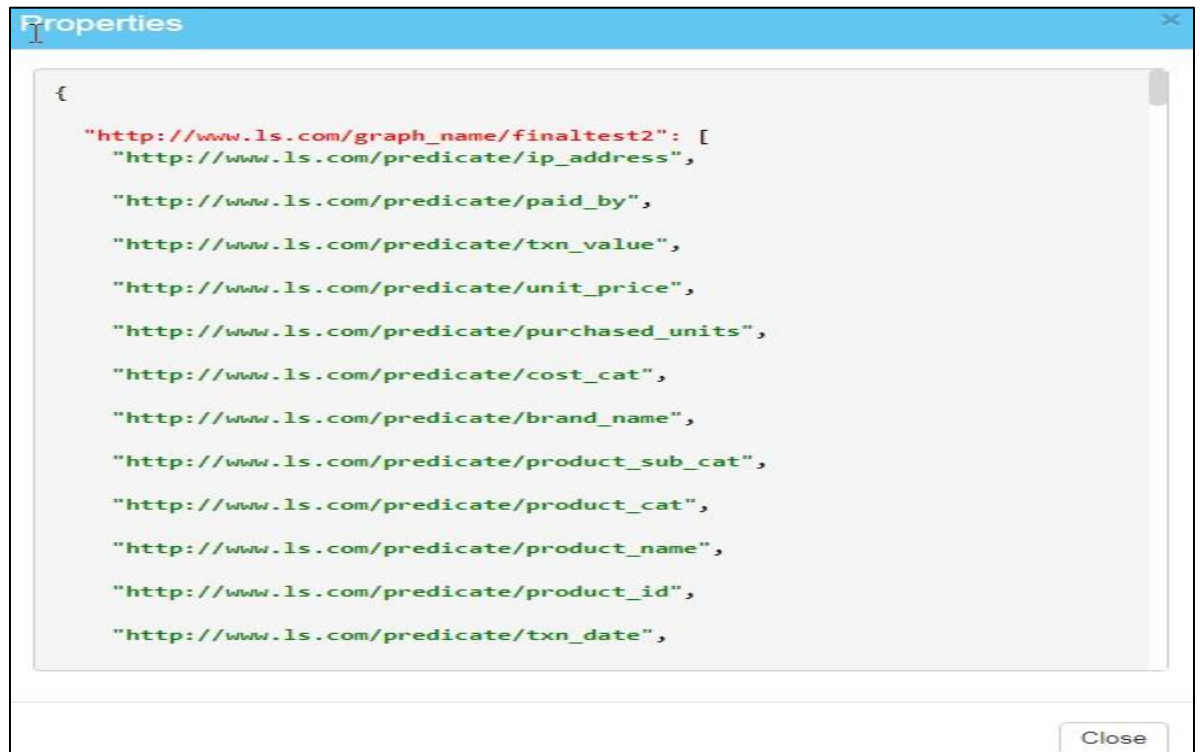 Properties
×
{
"http://www.ls.com/graph_name/finaltest2": [
"http://www.ls.com/predicate/ip_address",
"http://www.ls.com/predicate/paid_by",
"http://www.ls.com/predicate/txn_value",
"http://www.ls.com/predicate/unit_price",
"http://www.ls.com/predicate/purchased_units",
"http://www.ls.com/predicate/cost_cat",
"http://www.ls.com/predicate/brand_name",
"http://www.ls.com/predicate/product_sub_cat",
"http://www.ls.com/predicate/product_cat",
"http://www.ls.com/predicate/product_name",
"http://www.ls.com/predicate/product_id",
"http://www.ls.com/predicate/txn_date",
Close